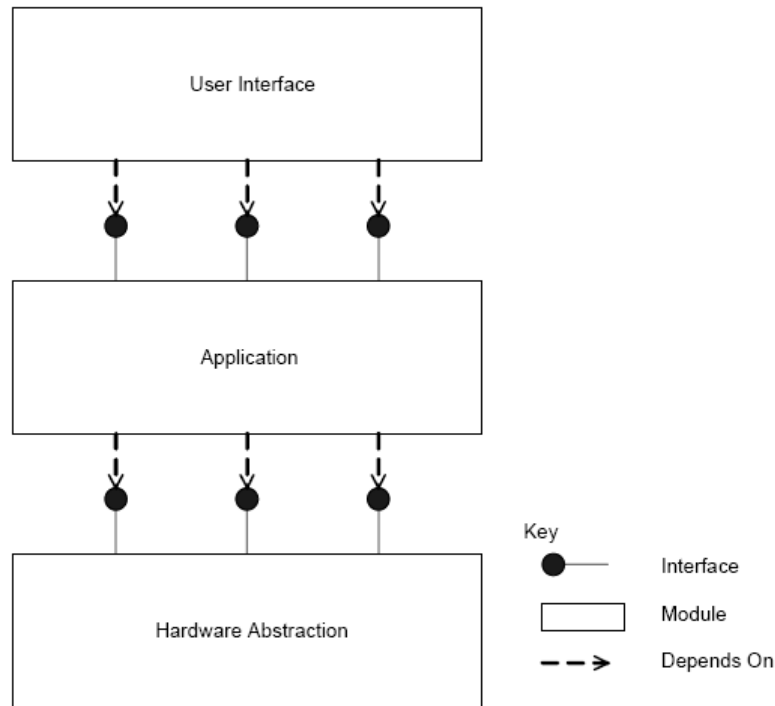 User Interface
Application
Hardware Abstraction
Key
Interface
Module
Depends On